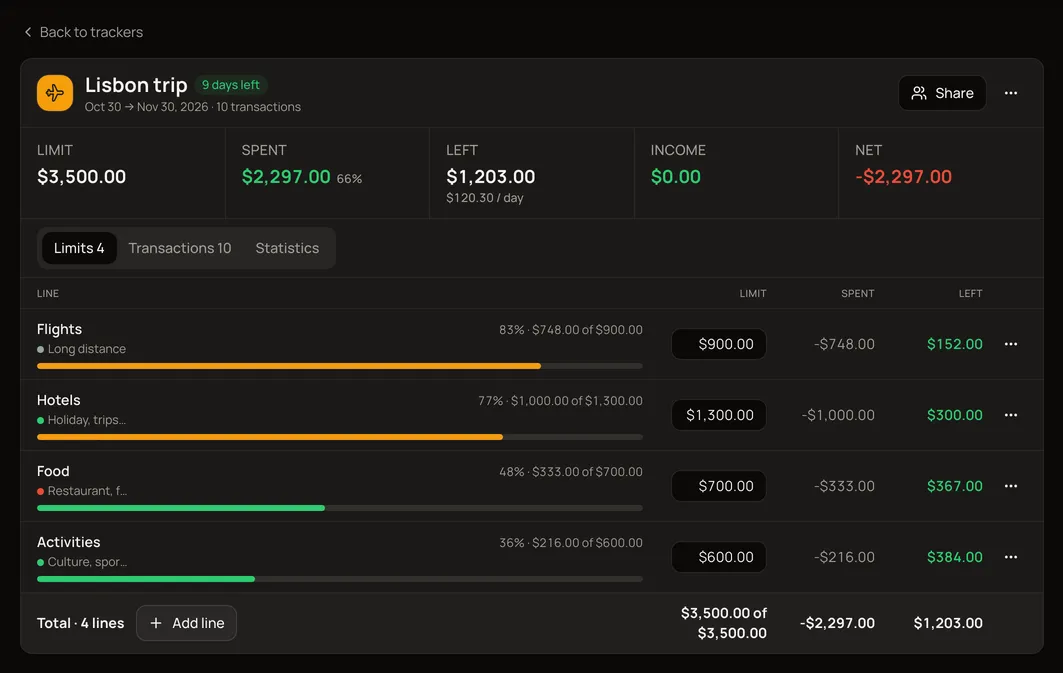 Back to trackers
Lisbon trip 9 days left
Oct 30 → Nov 30, 2026 · 10 transactions
Share
LIMIT
$3,500.00
SPENT
$2,297.00 66%
LEFT
$1,203.00
$120.30 / day
INCOME
$0.00
NET
-$2,297.00
Limits 4 Transactions 10 Statistics
LINE LIMIT SPENT LEFT
Flights 83% · $748.00 of $900.00
Long distance
$900.00 -$748.00 $152.00
Hotels 77% · $1,000.00 of $1,300.00
Holiday, trips...
$1,300.00 -$1,000.00 $300.00
Food 48% · $333.00 of $700.00
Restaurant, f...
$700.00 -$333.00 $367.00
Activities 36% · $216.00 of $600.00
Culture, spor...
$600.00 -$216.00 $384.00
Total · 4 lines + Add line
$3,500.00 of
$3,500.00
-$2,297.00 $1,203.00